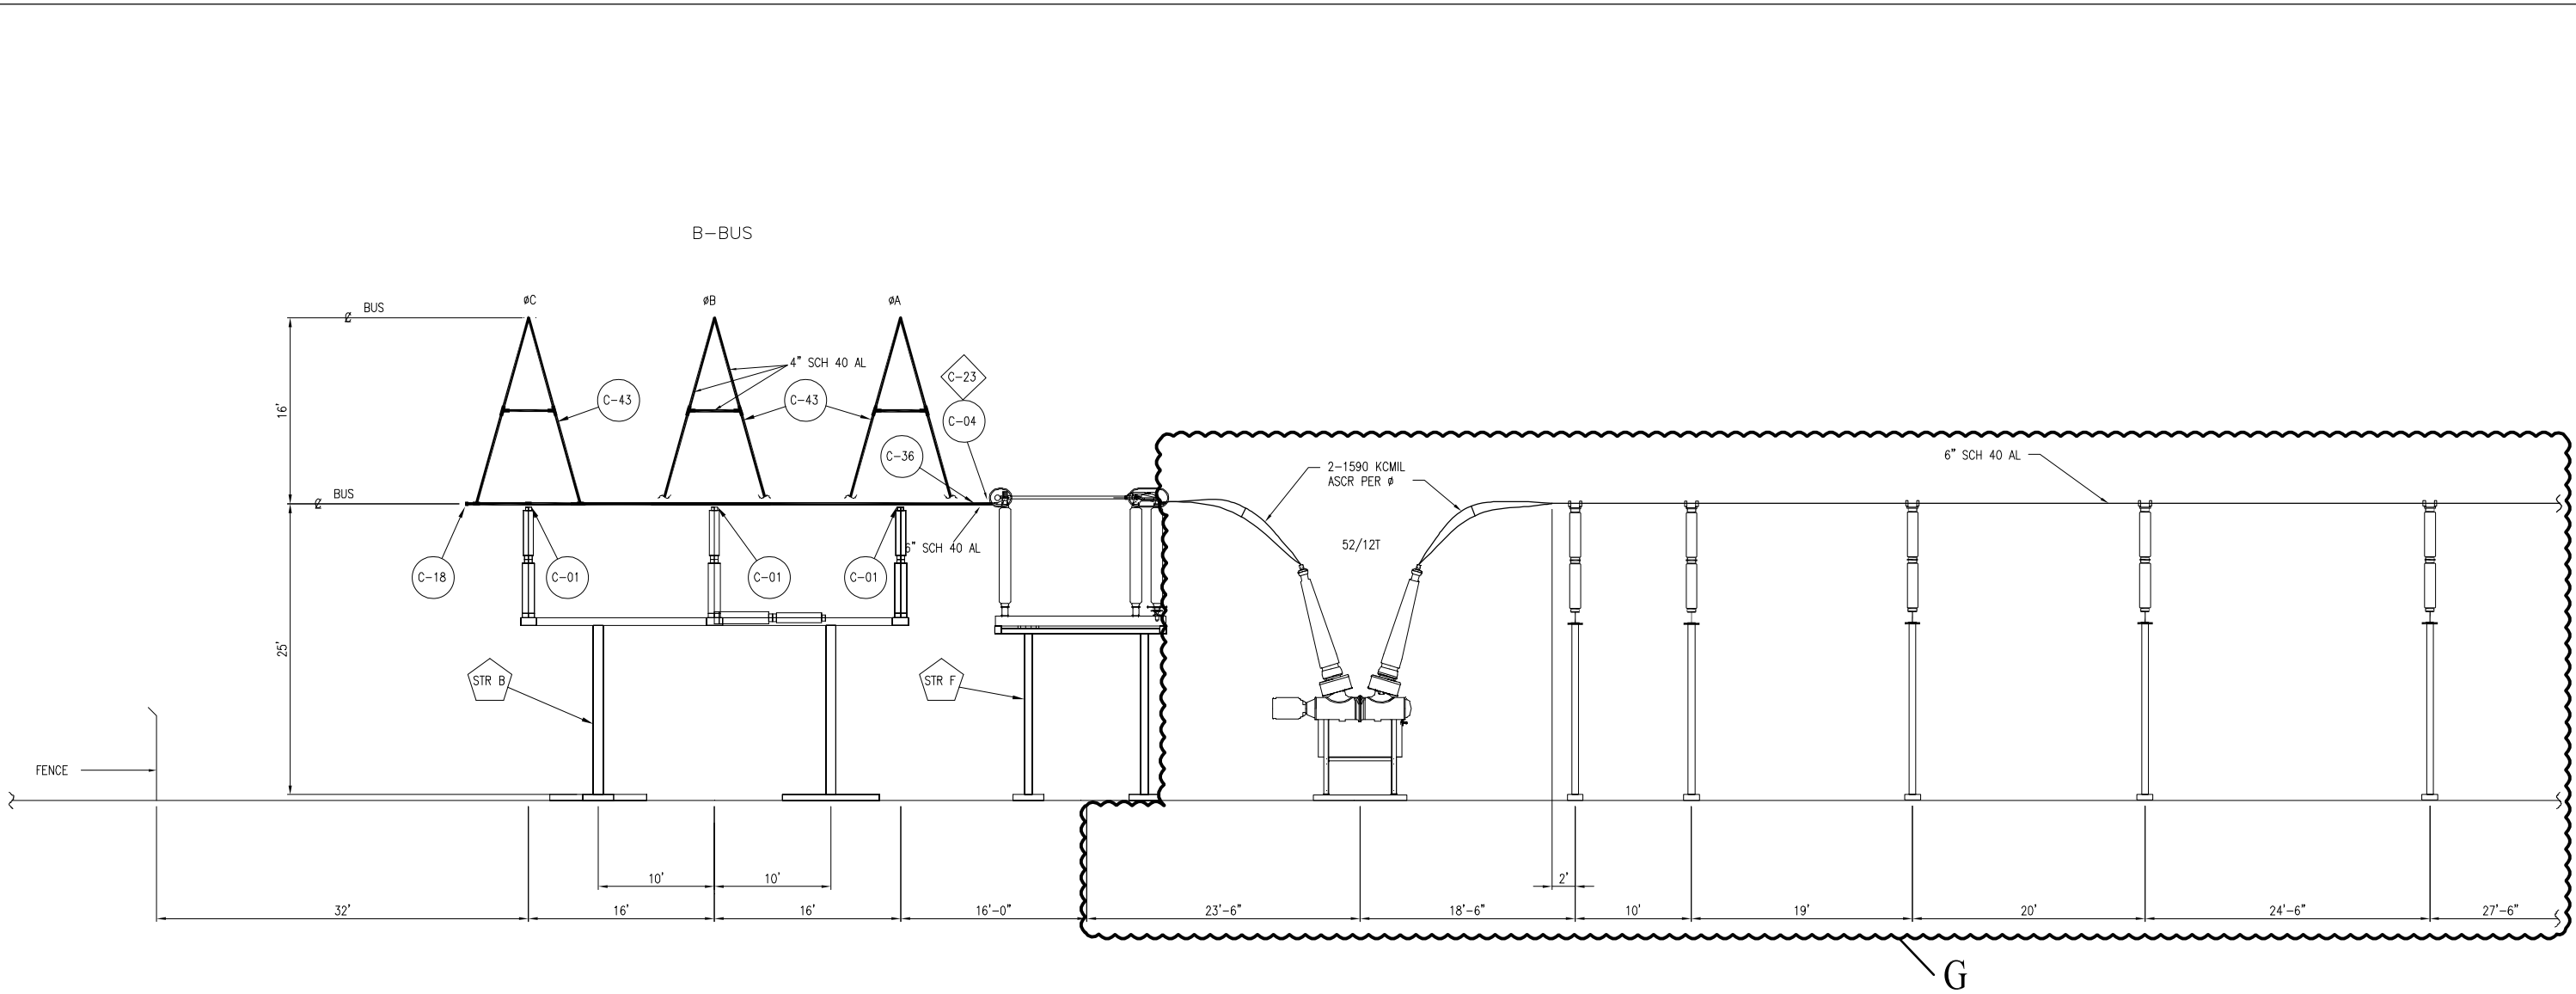 B-BUS
øC
øB
øA
℄ BUS
4" SCH 40 AL
C-23
16'
C-43
C-43
C-04
C-36
2-1590 KCMIL
ASCR PER ø
6" SCH 40 AL
℄ BUS
6" SCH 40 AL
52/12T
C-18
C-01
C-01
C-01
25'
STR B
STR F
FENCE
10'
10'
2'
32'
16'
16'
16'-0"
23'-6"
18'-6"
10'
19'
20'
24'-6"
27'-6"
G